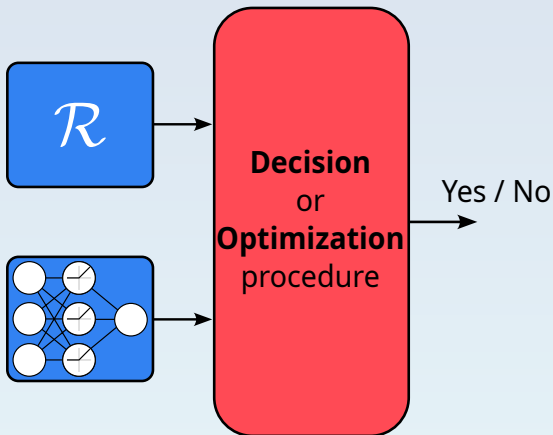 ℛ
Decision
or
Optimization
procedure
Yes / No